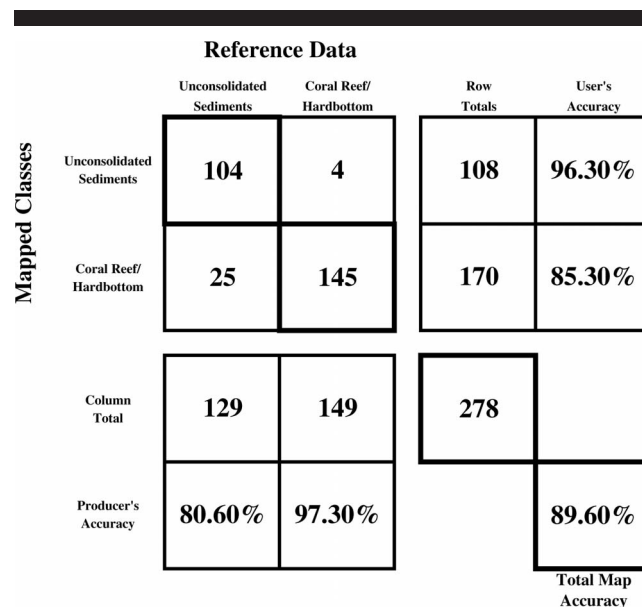 Reference Data
Unconsolidated Sediments
Coral Reef/ Hardbottom
Row Totals
User's Accuracy
Mapped Classes
Unconsolidated Sediments
104 4 108 96.30%
Coral Reef/ Hardbottom
25 145 170 85.30%
Column Total
129 149 278
Producer's Accuracy
80.60% 97.30% 89.60%
Total Map
Accuracy